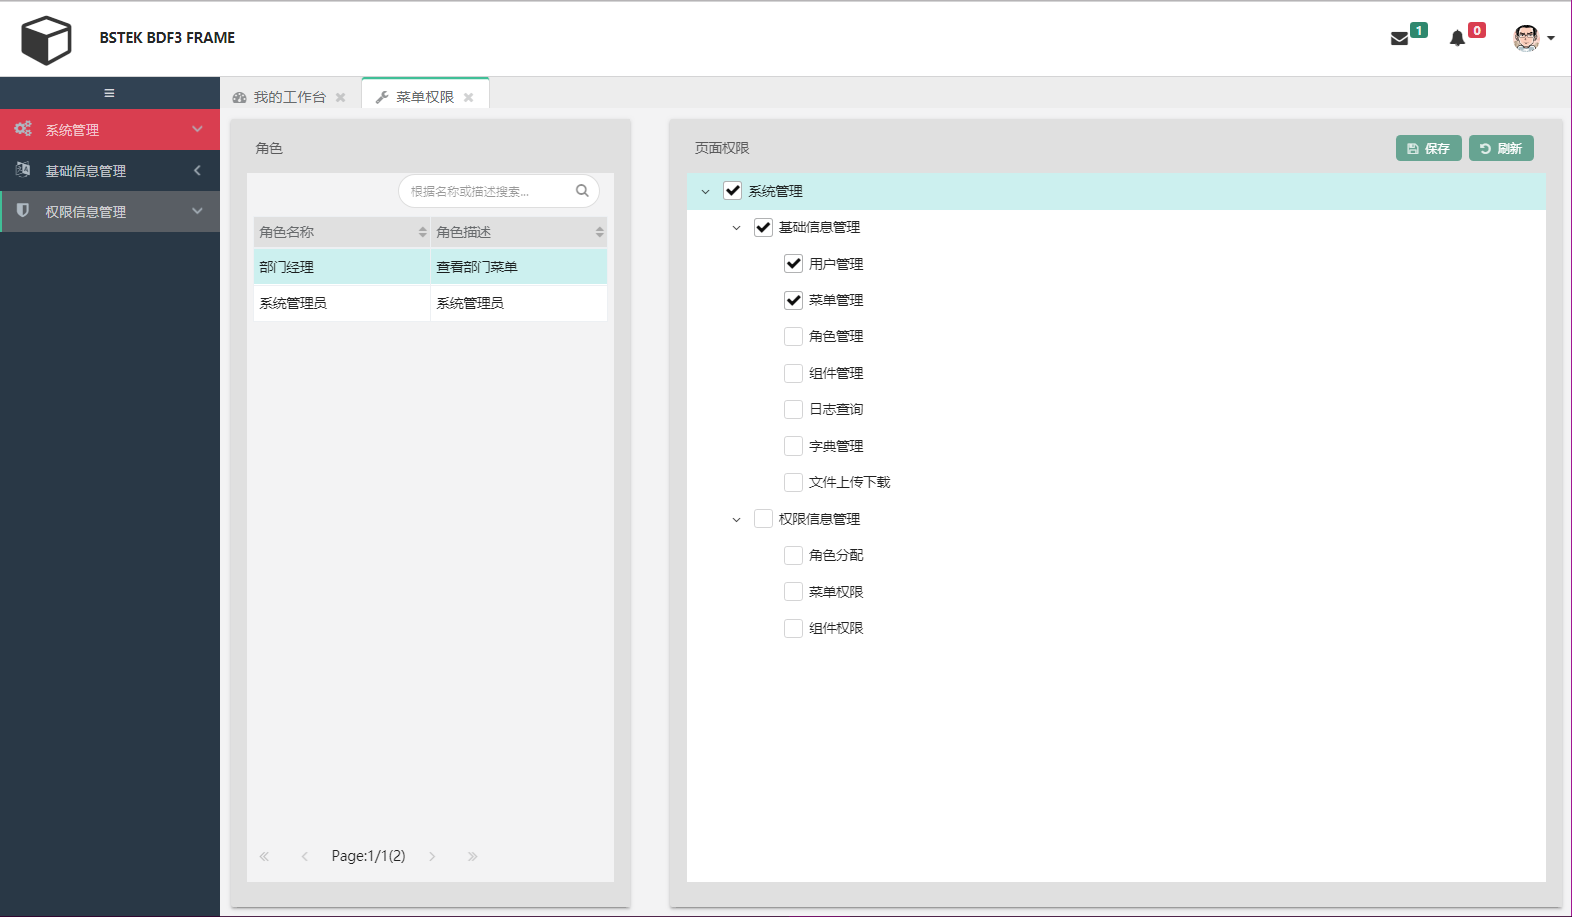 BSTEK BDF3 FRAME
1
0
我的工作台
菜单权限
系统管理
基础信息管理
权限信息管理
角色
根据名称或描述搜索...
角色名称 角色描述
部门经理 查看部门菜单
系统管理员 系统管理员
Page:1/1(2)
页面权限
保存
刷新
系统管理
基础信息管理
用户管理
菜单管理
角色管理
组件管理
日志查询
字典管理
文件上传下载
权限信息管理
角色分配
菜单权限
组件权限